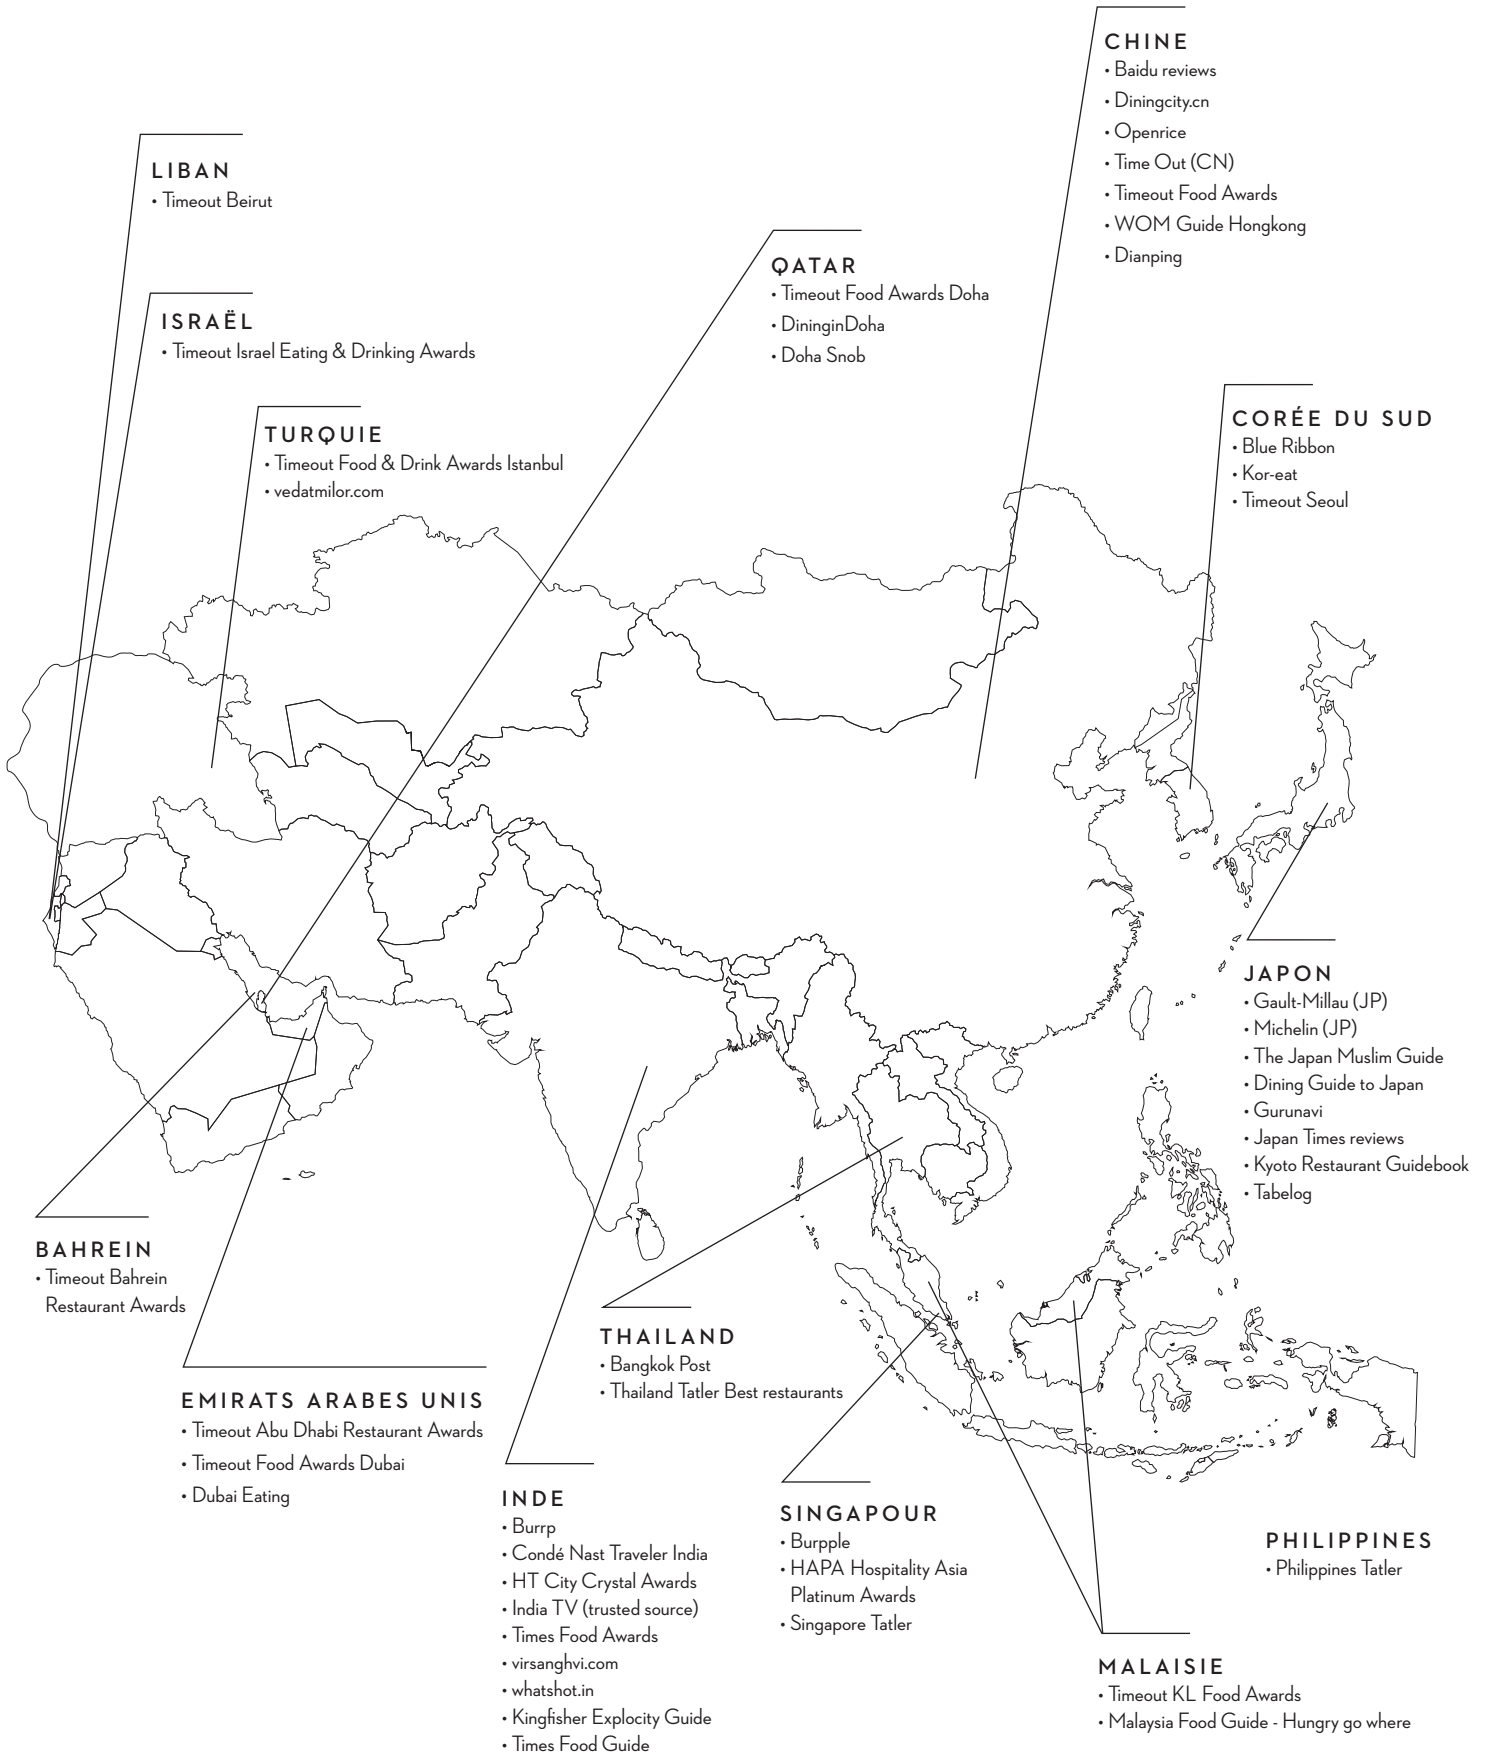 CHINE
• Baidu reviews
• Diningcity.cn
• Openrice
• Time Out (CN)
• Timeout Food Awards
• WOM Guide Hongkong
• Dianping
LIBAN
• Timeout Beirut
QATAR
• Timeout Food Awards Doha
• DininginDoha
• Doha Snob
ISRAËL
• Timeout Israel Eating & Drinking Awards
CORÉE DU SUD
• Blue Ribbon
• Kor-eat
• Timeout Seoul
TURQUIE
• Timeout Food & Drink Awards Istanbul
• vedatmilor.com
JAPON
• Gault-Millau (JP)
• Michelin (JP)
• The Japan Muslim Guide
• Dining Guide to Japan
• Gurunavi
• Japan Times reviews
• Kyoto Restaurant Guidebook
• Tabelog
BAHREIN
• Timeout Bahrein
Restaurant Awards
THAILAND
• Bangkok Post
• Thailand Tatler Best restaurants
EMIRATS ARABES UNIS
• Timeout Abu Dhabi Restaurant Awards
• Timeout Food Awards Dubai
• Dubai Eating
INDE
• Burrp
• Condé Nast Traveler India
• HT City Crystal Awards
• India TV (trusted source)
• Times Food Awards
• virsanghvi.com
• whatshot.in
• Kingfisher Explocity Guide
• Times Food Guide
SINGAPOUR
• Burpple
• HAPA Hospitality Asia
Platinum Awards
• Singapore Tatler
PHILIPPINES
• Philippines Tatler
MALAISIE
• Timeout KL Food Awards
• Malaysia Food Guide - Hungry go where